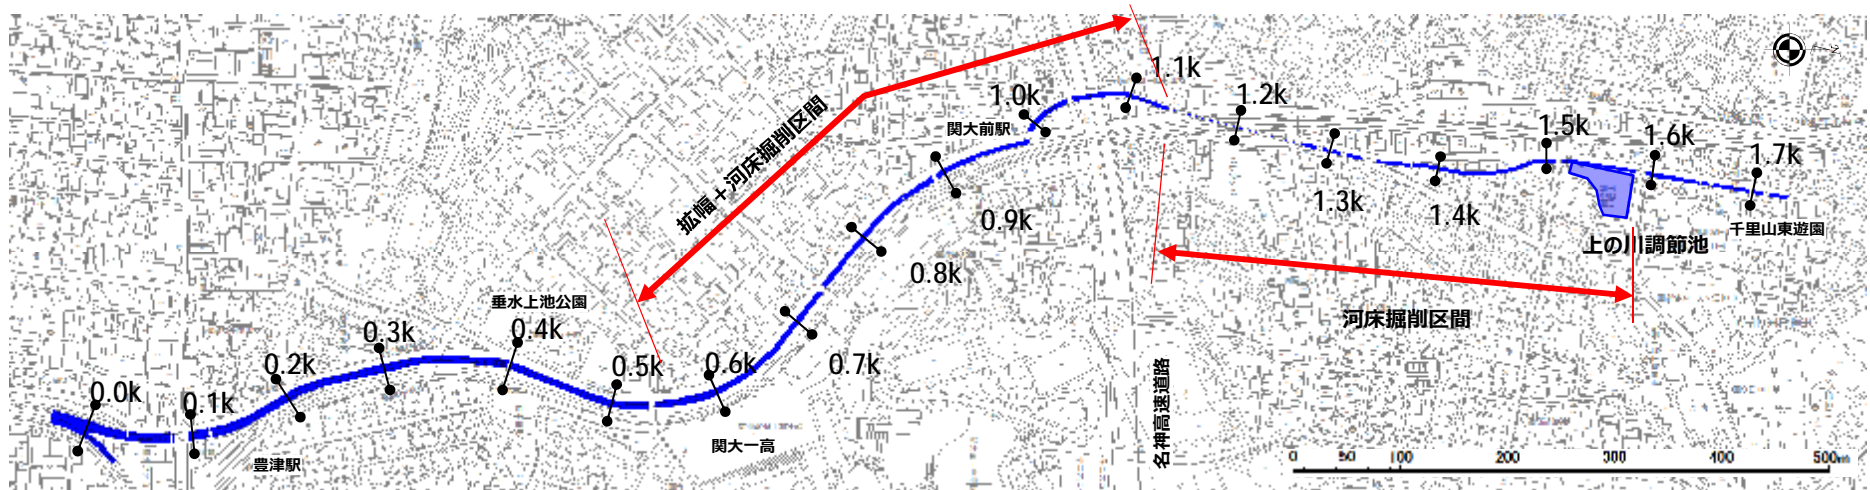 1.1k
1.0k
1.2k
関大前駅
1.5k
1.6k
1.7k
拡幅＋河床掘削区間
1.3k
1.4k
0.9k
千里山東遊園
上の川調節池
0.8k
垂水上池公園
河床掘削区間
0.3k
0.4k
0.5k
0.6k
0.7k
0.2k
0.0k
0.1k
名神高速道路
関大一高
豊津駅
0 50 100 200 300 400 500m